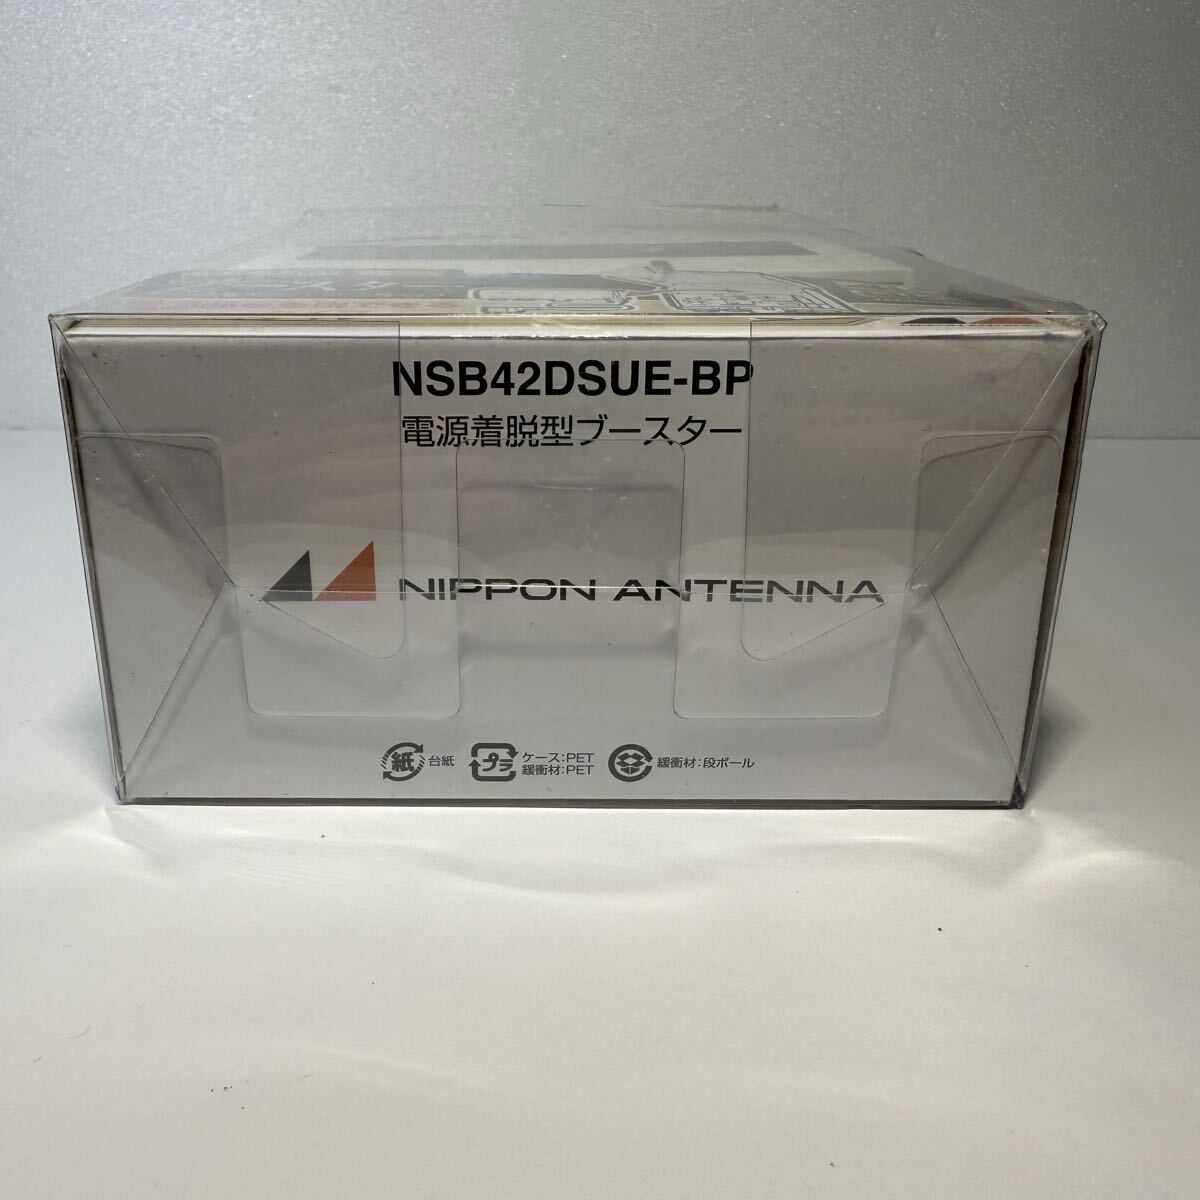 NSB42DSUE-BP
電源着脱型ブースター
NIPPON ANTENNA
紙 台紙
プラ ケース:PET
緩衝材:PET
緩衝材:段ボール